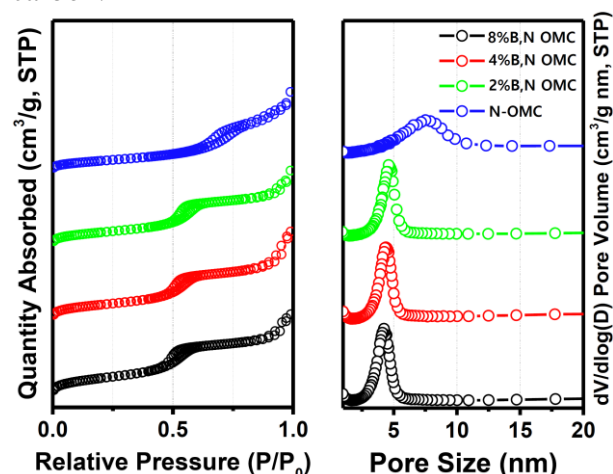 Quantity Absorbed (cm³/g, STP)
0.0 0.5 1.0
Relative Pressure (P/P₀)
8%B,N OMC
4%B,N OMC
2%B,N OMC
N-OMC
5 10 15 20
Pore Size (nm)
dV/dlog(D) Pore Volume (cm³/g nm, STP)